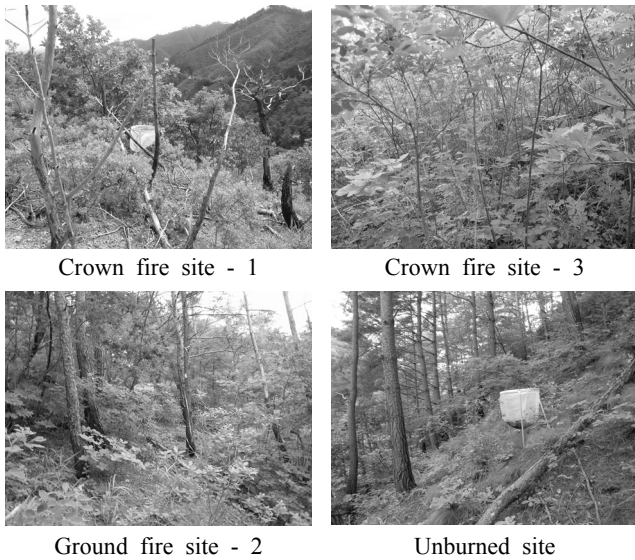 Crown fire site - 1
Crown fire site - 3
Ground fire site - 2
Unburned site